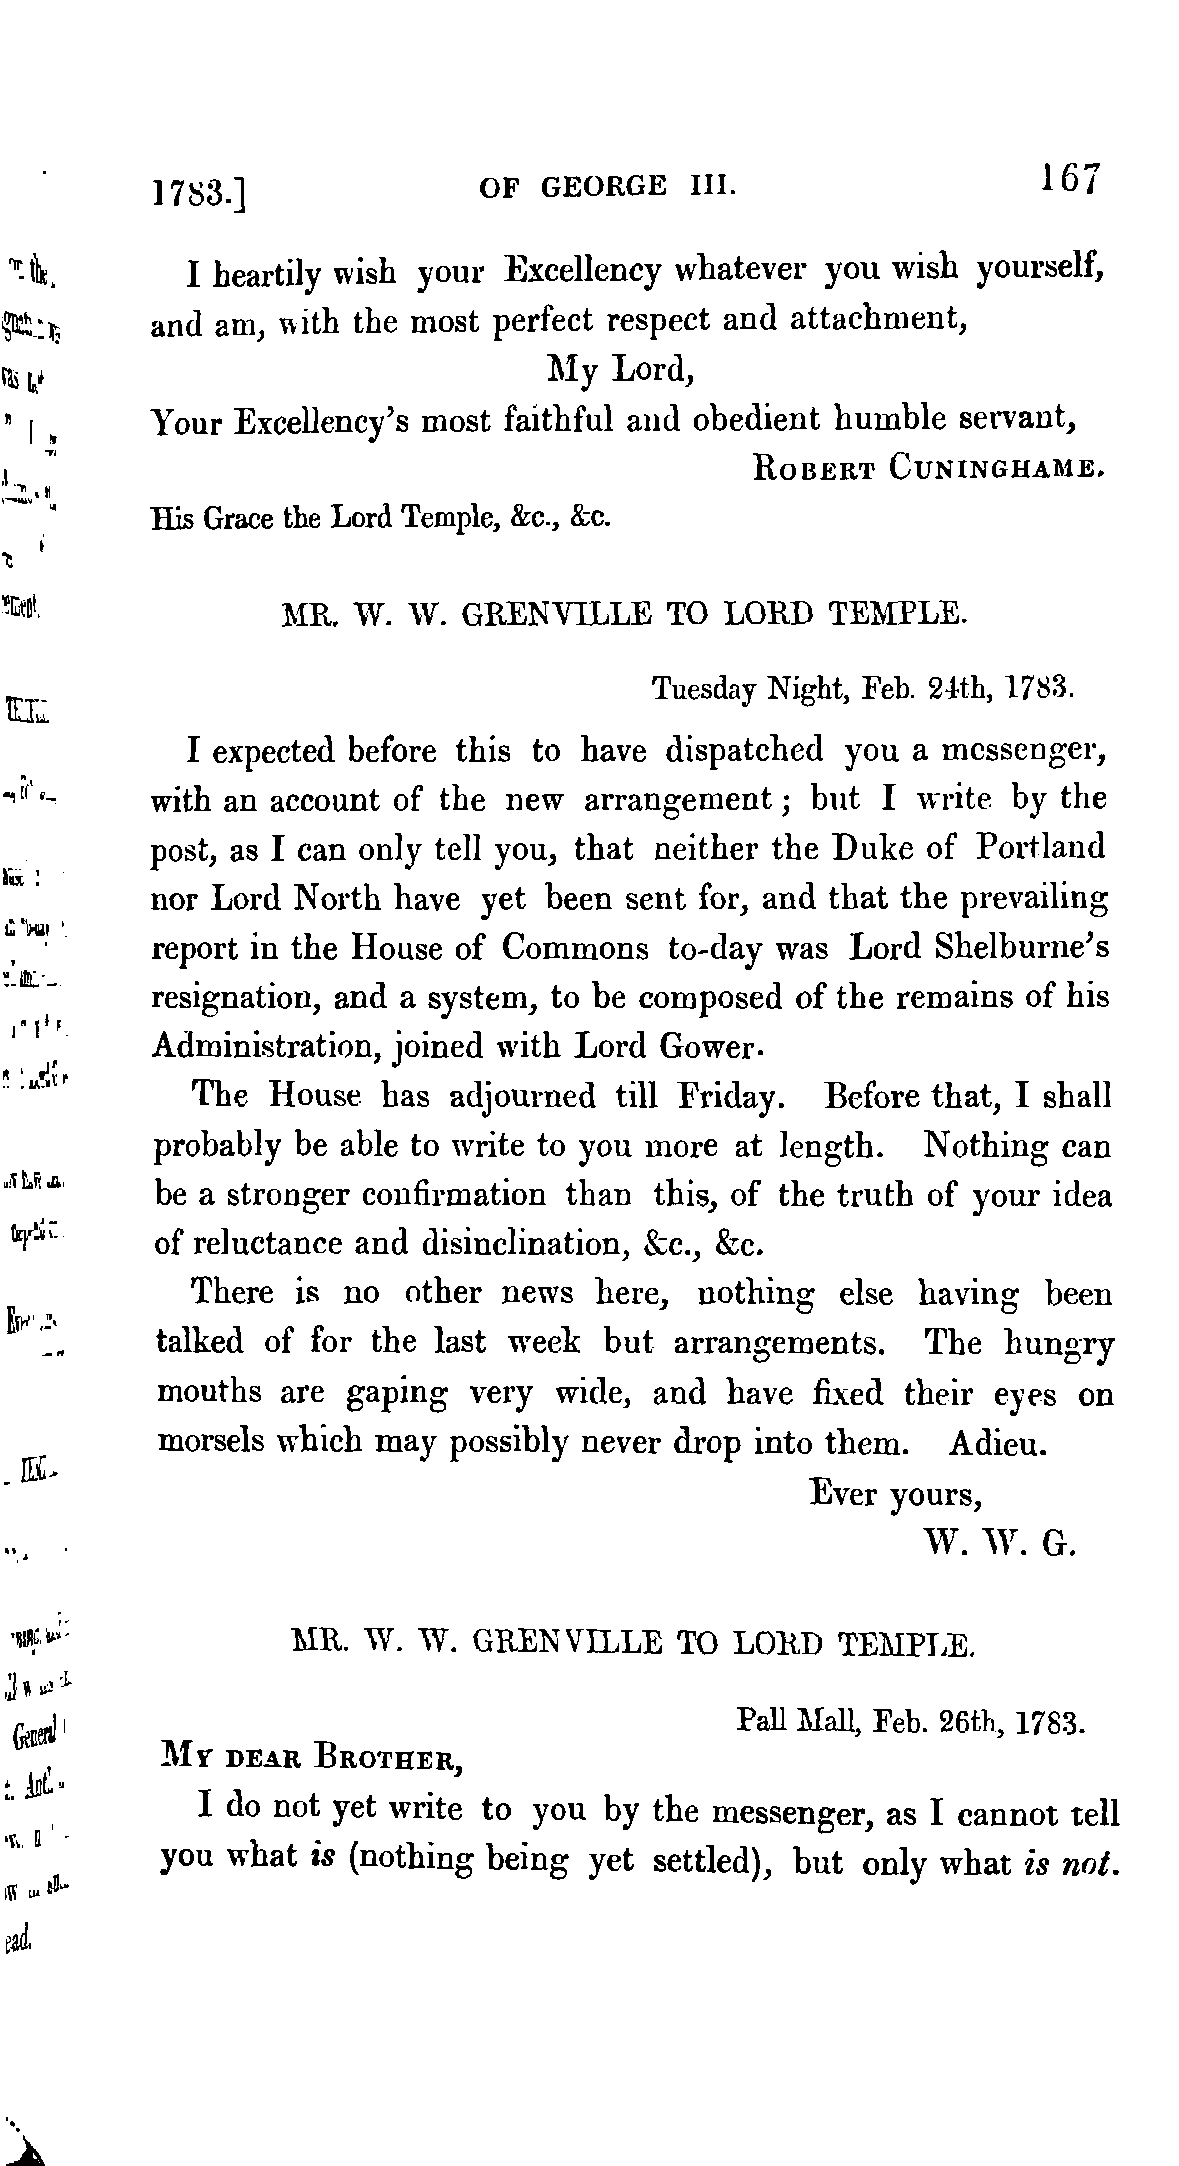 1783.] OF GEORGE III. 167
I heartily wish your Excellency whatever you wish yourself,
and am, with the most perfect respect and attachment,
My Lord,
Your Excellency's most faithful and obedient humble servant,
ROBERT CUNINGHAME.
His Grace the Lord Temple, &c., &c.
MR. W. W. GRENVILLE TO LORD TEMPLE.
Tuesday Night, Feb. 24th, 1783.
I expected before this to have dispatched you a messenger,
with an account of the new arrangement; but I write by the
post, as I can only tell you, that neither the Duke of Portland
nor Lord North have yet been sent for, and that the prevailing
report in the House of Commons to-day was Lord Shelburne's
resignation, and a system, to be composed of the remains of his
Administration, joined with Lord Gower.
The House has adjourned till Friday. Before that, I shall
probably be able to write to you more at length. Nothing can
be a stronger confirmation than this, of the truth of your idea
of reluctance and disinclination, &c., &c.
There is no other news here, nothing else having been
talked of for the last week but arrangements. The hungry
mouths are gaping very wide, and have fixed their eyes on
morsels which may possibly never drop into them. Adieu.
Ever yours,
W. W. G.
MR. W. W. GRENVILLE TO LORD TEMPLE.
Pall Mall, Feb. 26th, 1783.
MY DEAR BROTHER,
I do not yet write to you by the messenger, as I cannot tell
you what is (nothing being yet settled), but only what is not.